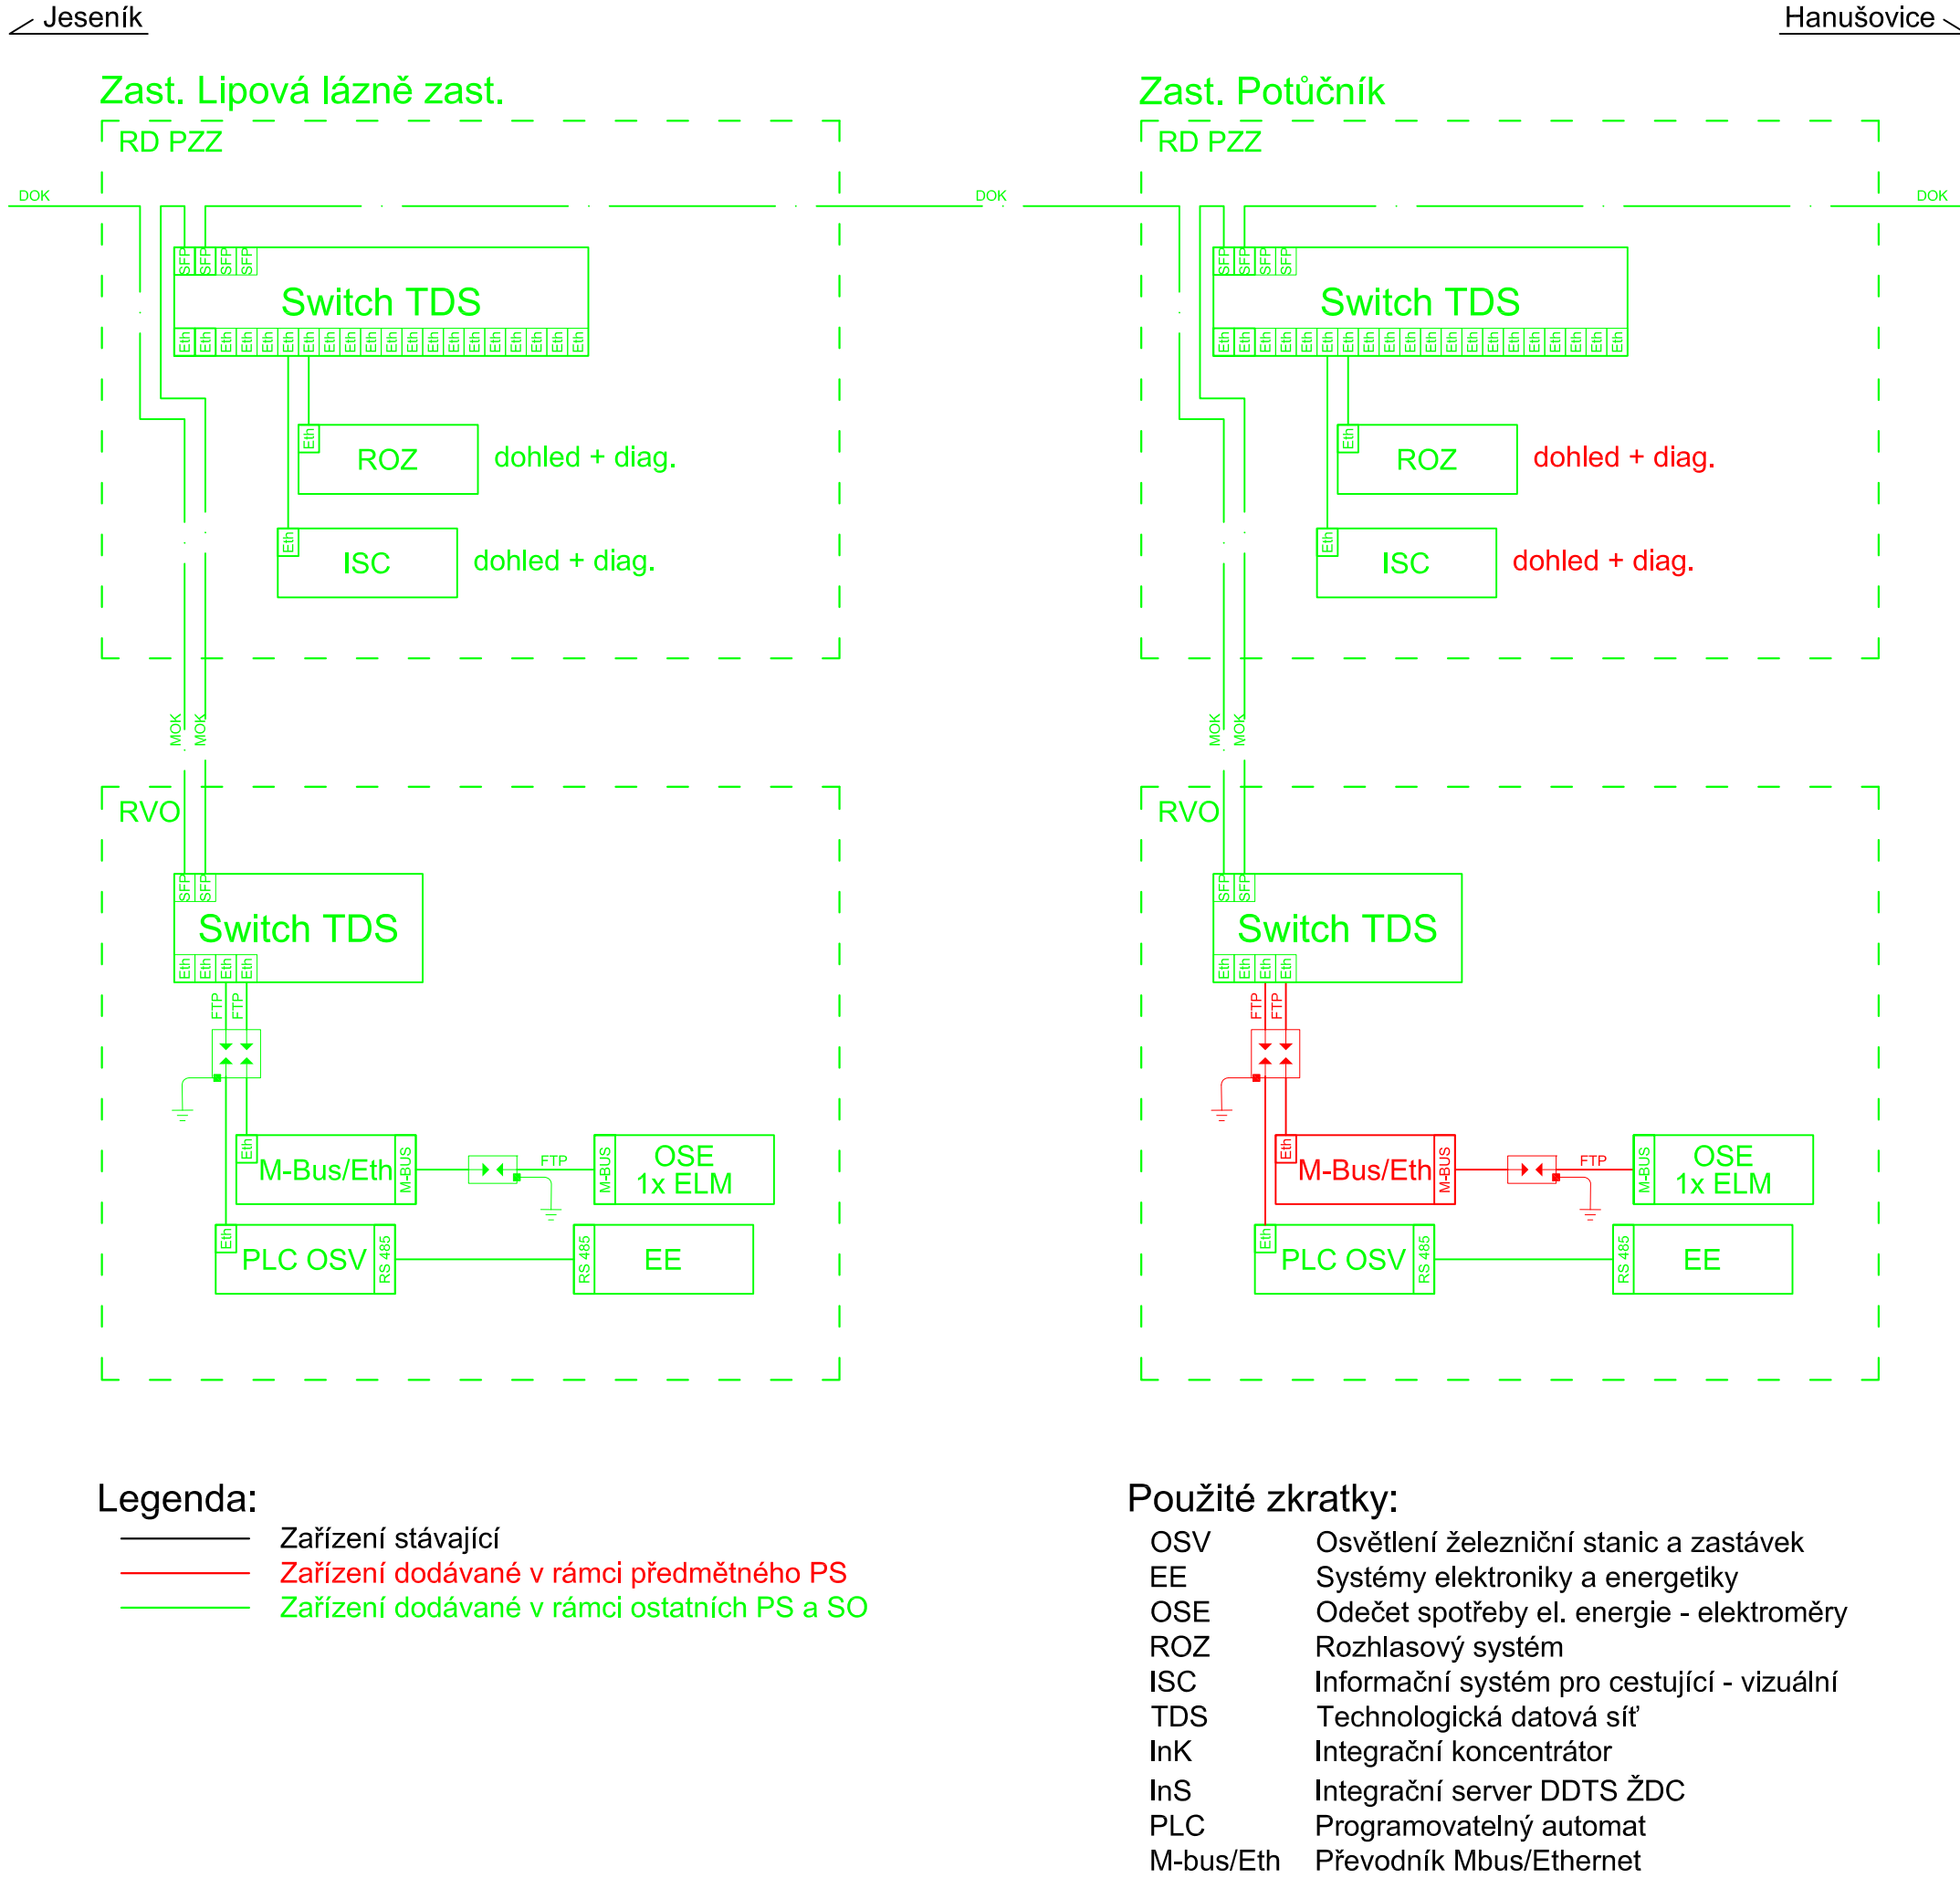 Jeseník
Hanušovice
Zast. Lipová lázně zast.
RD PZZ
DOK
SFP SFP SFP SFP
Switch TDS
Eth Eth Eth Eth Eth Eth Eth Eth Eth Eth Eth Eth Eth Eth Eth Eth Eth Eth Eth Eth
Eth
ROZ
dohled + diag.
Eth
ISC
dohled + diag.
MOK MOK
RVO
SFP SFP
Switch TDS
Eth Eth Eth Eth
FTP FTP
Eth
M-Bus/Eth
M-BUS
FTP
M-BUS
OSE
1x ELM
Eth
PLC OSV
RS 485
RS 485
EE
DOK
Zast. Potůčník
RD PZZ
DOK
SFP SFP SFP SFP
Switch TDS
Eth Eth Eth Eth Eth Eth Eth Eth Eth Eth Eth Eth Eth Eth Eth Eth Eth Eth Eth Eth
Eth
ROZ
dohled + diag.
Eth
ISC
dohled + diag.
MOK MOK
RVO
SFP SFP
Switch TDS
Eth Eth Eth Eth
FTP FTP
Eth
M-Bus/Eth
M-BUS
FTP
M-BUS
OSE
1x ELM
Eth
PLC OSV
RS 485
RS 485
EE
Legenda:
Zařízení stávající
Zařízení dodávané v rámci předmětného PS
Zařízení dodávané v rámci ostatních PS a SO
Použité zkratky:
OSV Osvětlení železniční stanic a zastávek
EE Systémy elektroniky a energetiky
OSE Odečet spotřeby el. energie - elektroměry
ROZ Rozhlasový systém
ISC Informační systém pro cestující - vizuální
TDS Technologická datová síť
InK Integrační koncentrátor
InS Integrační server DDTS ŽDC
PLC Programovatelný automat
M-bus/Eth Převodník Mbus/Ethernet